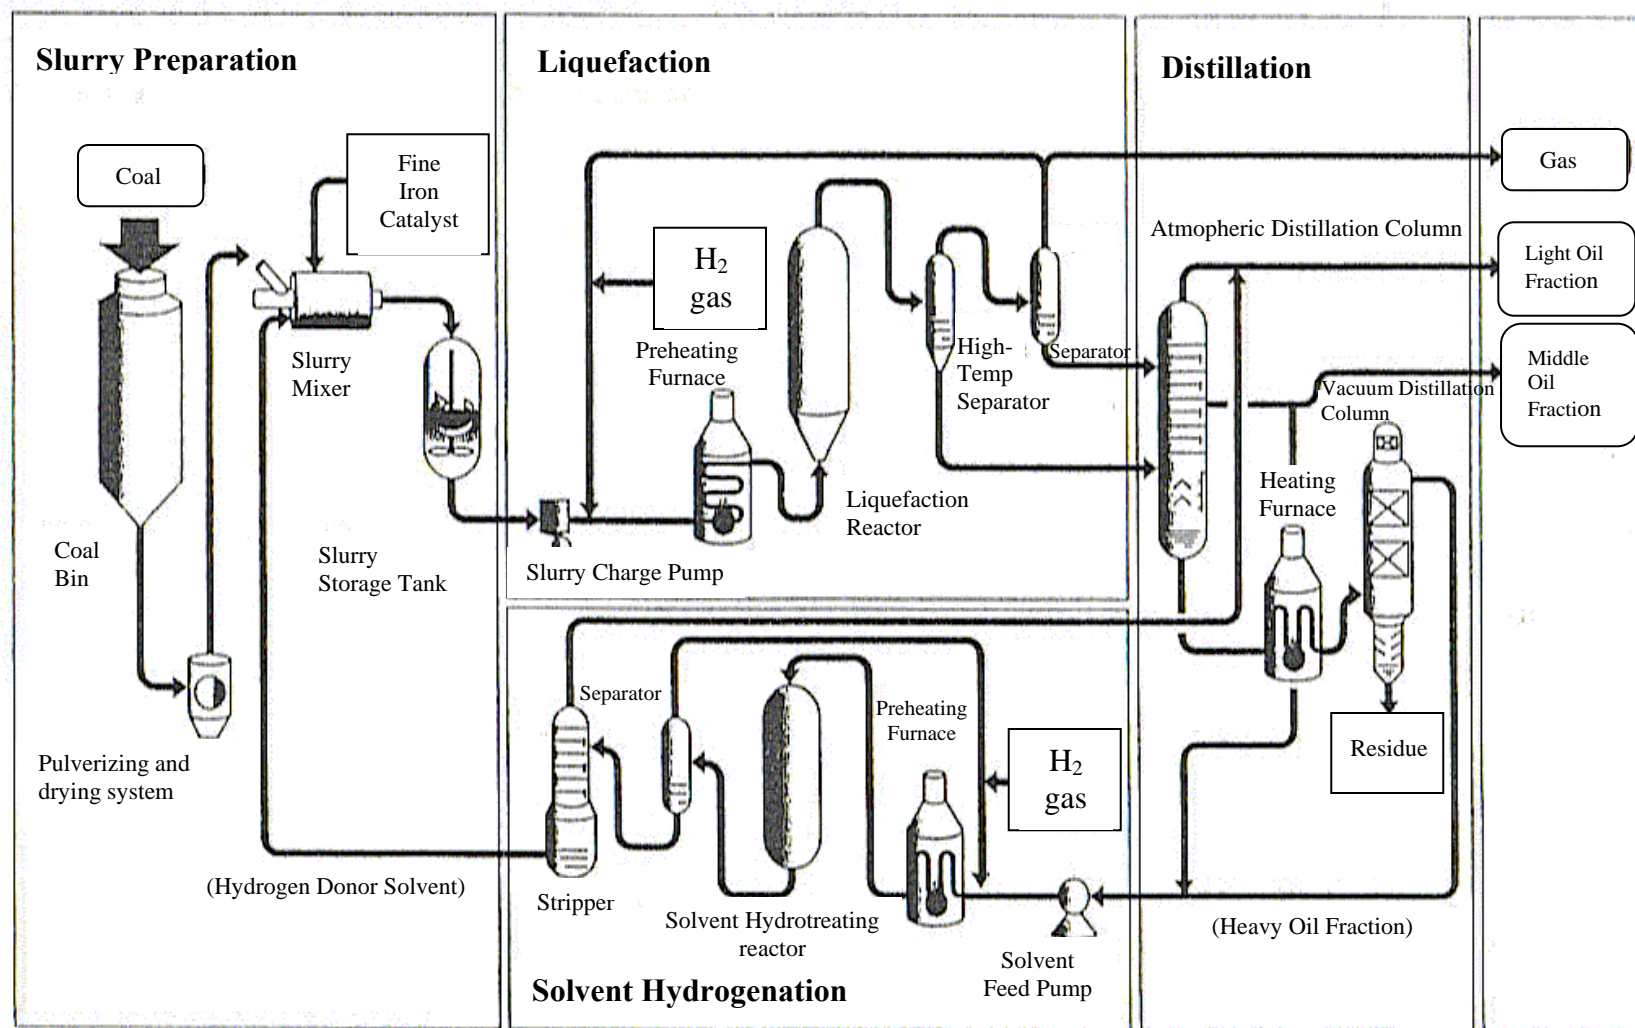 Slurry Preparation
Coal
Fine
Iron
Catalyst
Slurry
Mixer
Coal
Bin
Slurry
Storage Tank
Pulverizing and
drying system
(Hydrogen Donor Solvent)
Liquefaction
H2
gas
Preheating
Furnace
High-
Temp
Separator
Separator
Liquefaction
Reactor
Slurry Charge Pump
Distillation
Atmopheric Distillation Column
Vacuum Distillation
Column
Heating
Furnace
Residue
(Heavy Oil Fraction)
Gas
Light Oil
Fraction
Middle
Oil
Fraction
Separator
Preheating
Furnace
H2
gas
Stripper
Solvent Hydrotreating
reactor
Solvent
Feed Pump
Solvent Hydrogenation